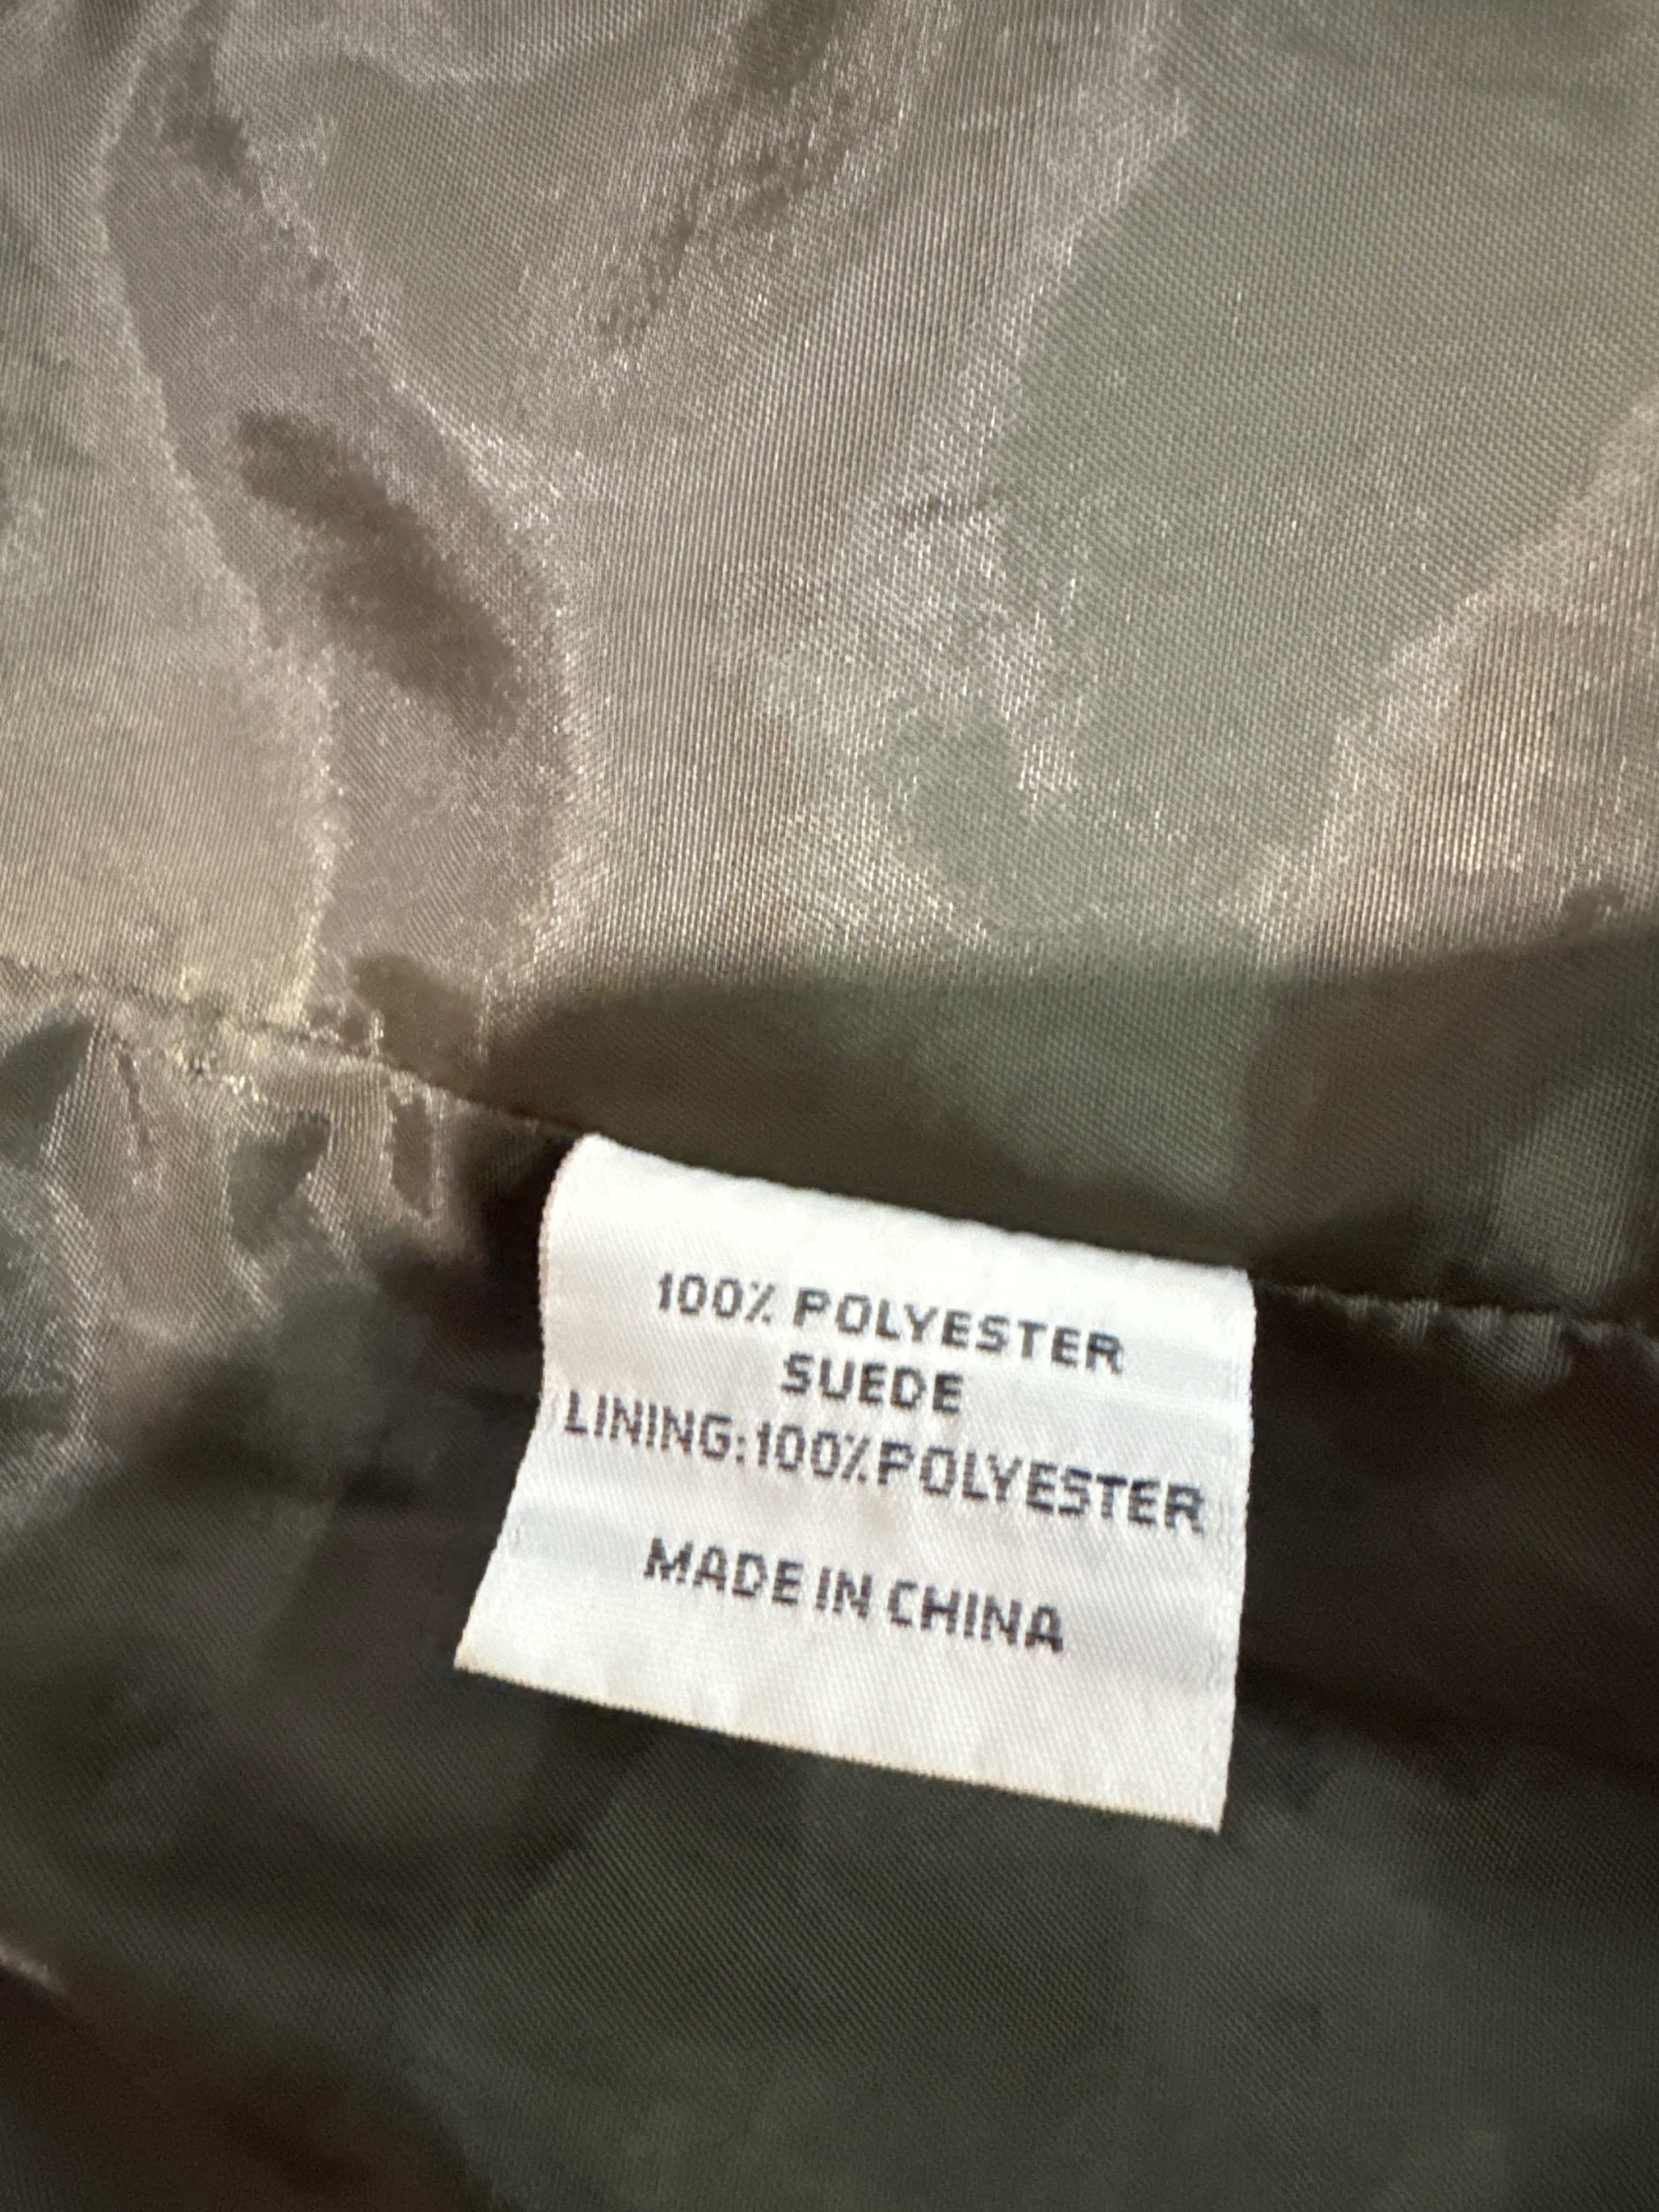 100% POLYESTER
SUEDE
LINING:100%POLYESTER
MADE IN CHINA